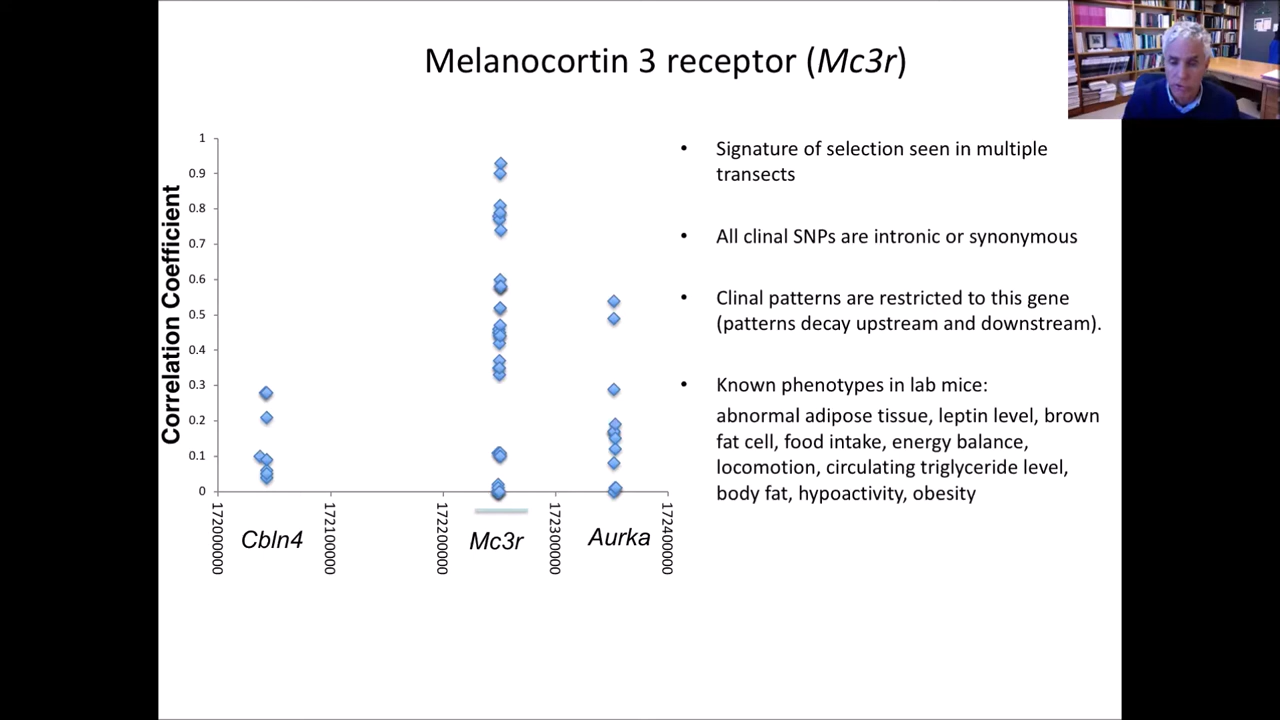 Melanocortin 3 receptor (Mc3r)
Correlation Coefficient
1
0.9
0.8
0.7
0.6
0.5
0.4
0.3
0.2
0.1
0
172000000
172100000
172200000
172300000
172400000
Cbln4
Mc3r
Aurka
• Signature of selection seen in multiple
transects
• All clinal SNPs are intronic or synonymous
• Clinal patterns are restricted to this gene
(patterns decay upstream and downstream).
• Known phenotypes in lab mice:
abnormal adipose tissue, leptin level, brown
fat cell, food intake, energy balance,
locomotion, circulating triglyceride level,
body fat, hypoactivity, obesity